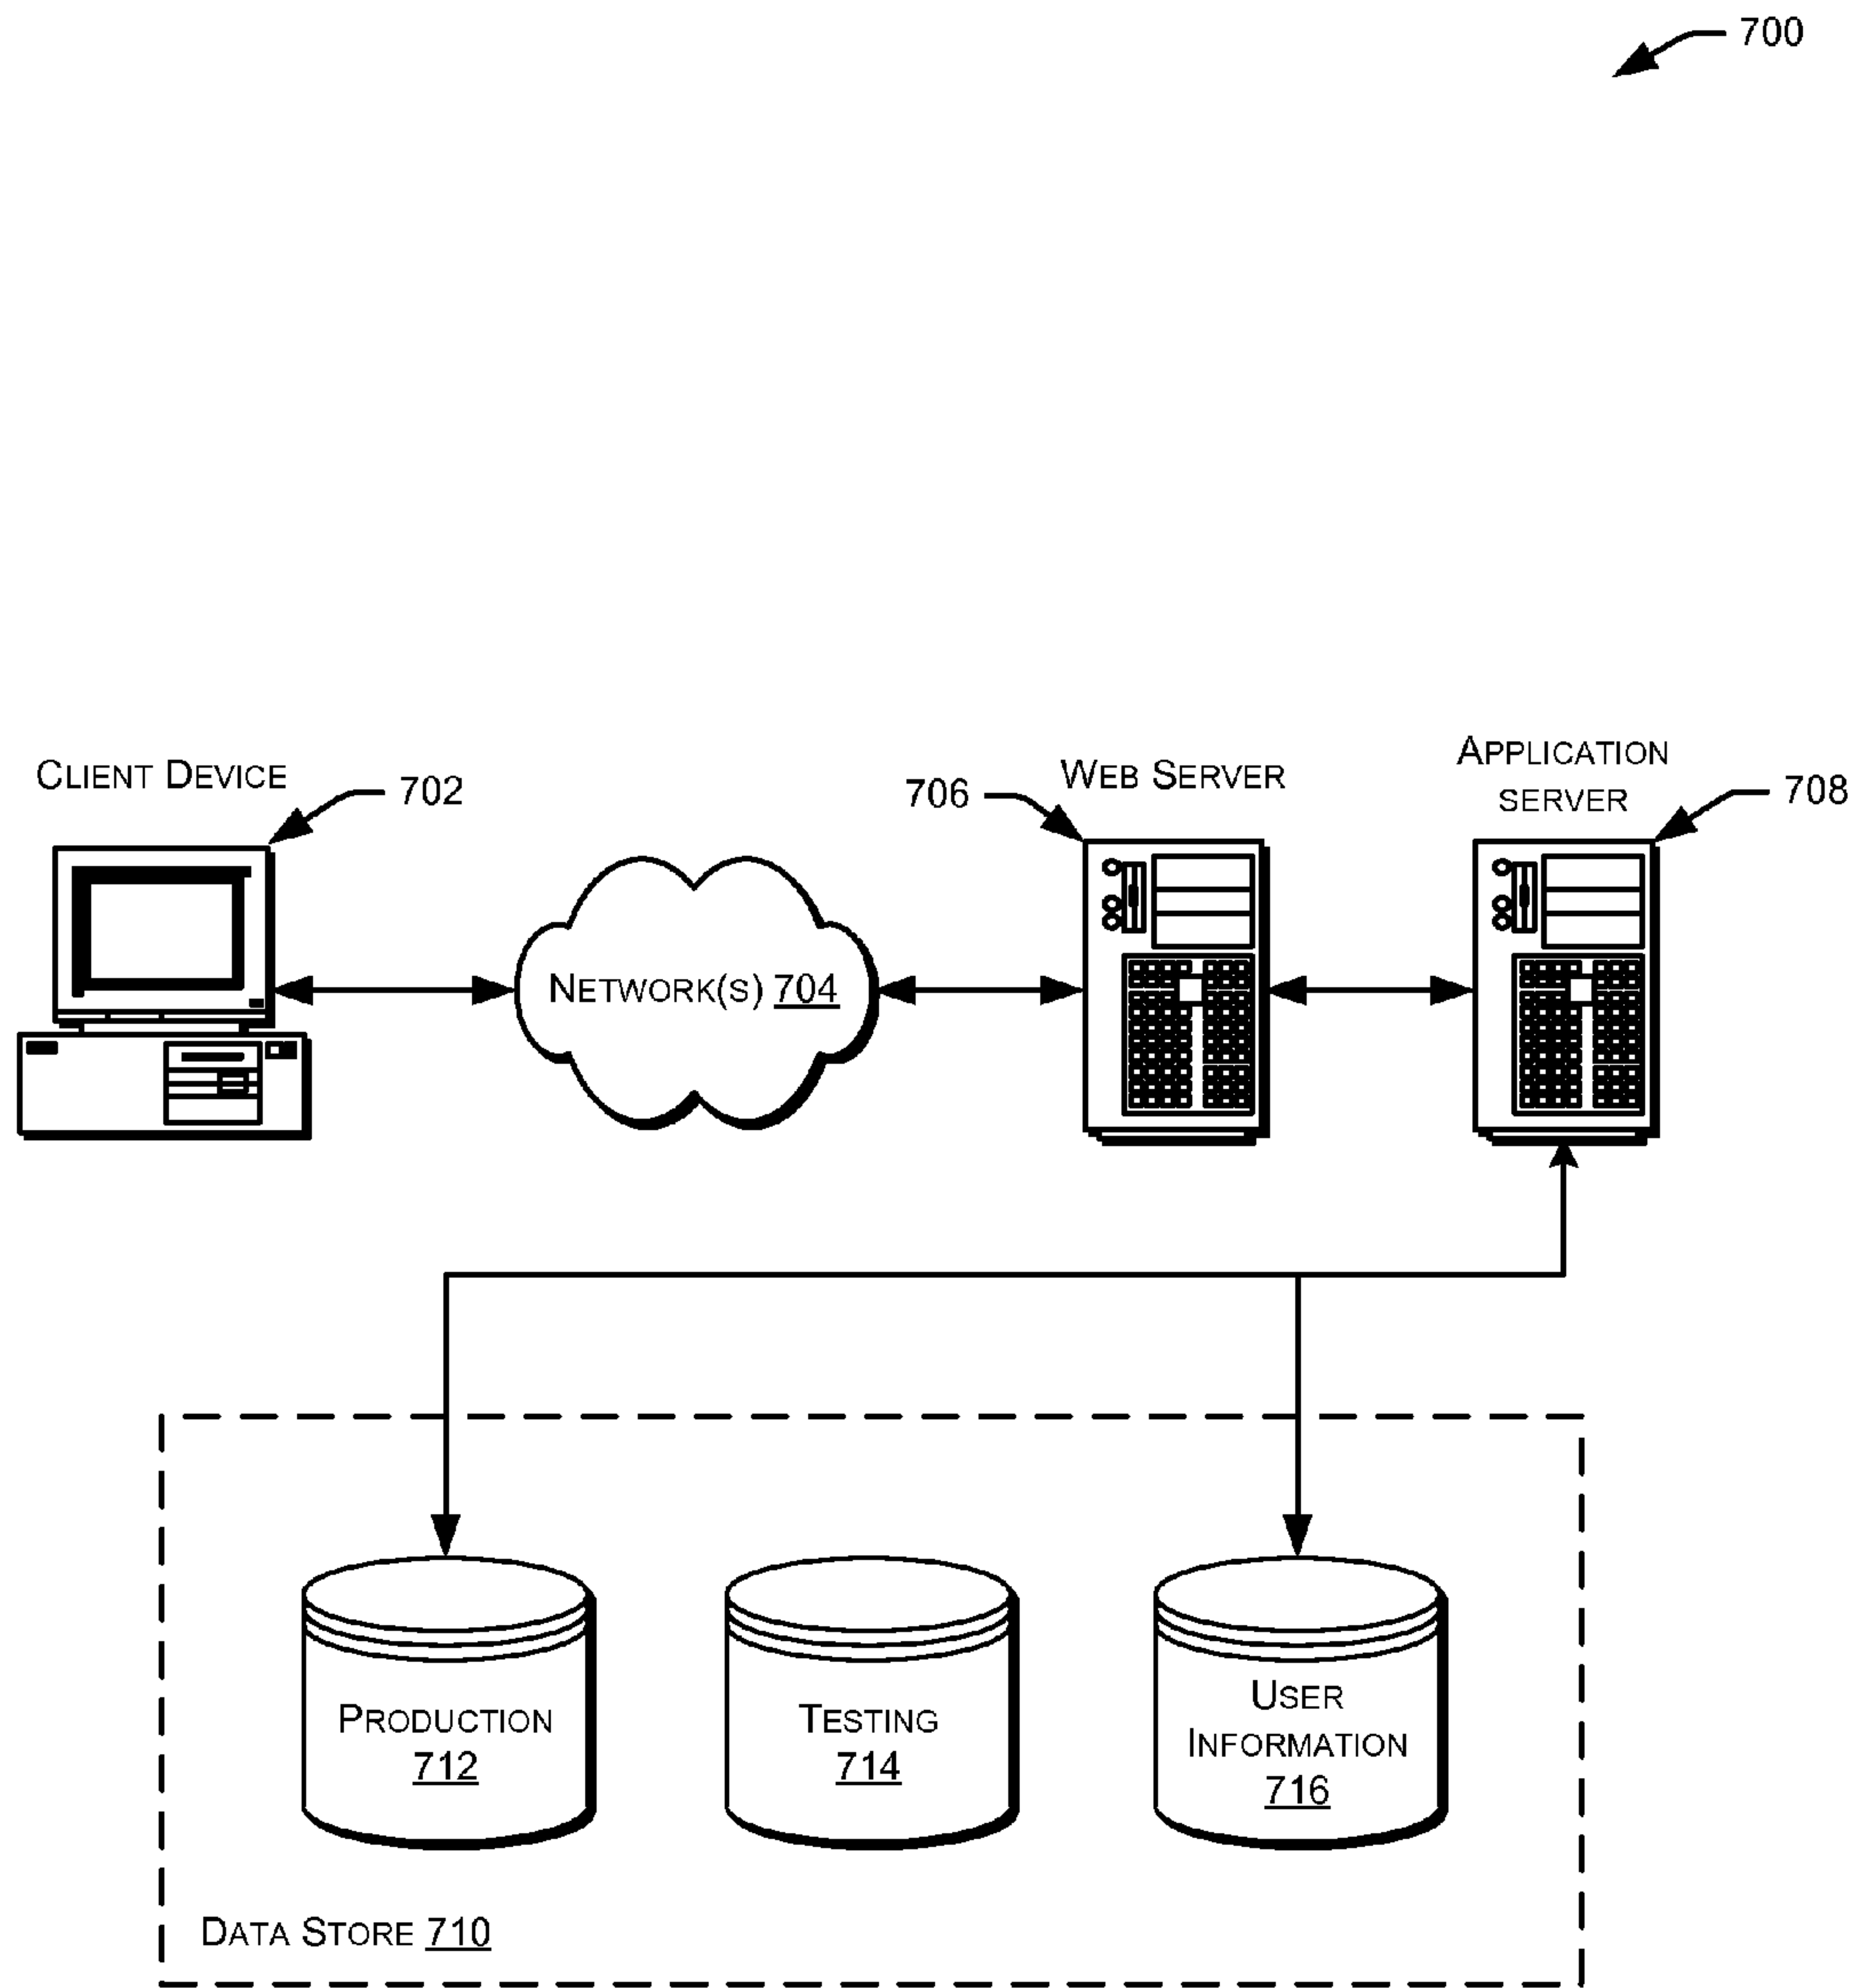 700
CLIENT DEVICE
702
706
WEB SERVER
APPLICATION
SERVER
708
NETWORK(S) 704
PRODUCTION
712
TESTING
714
USER
INFORMATION
716
DATA STORE 710